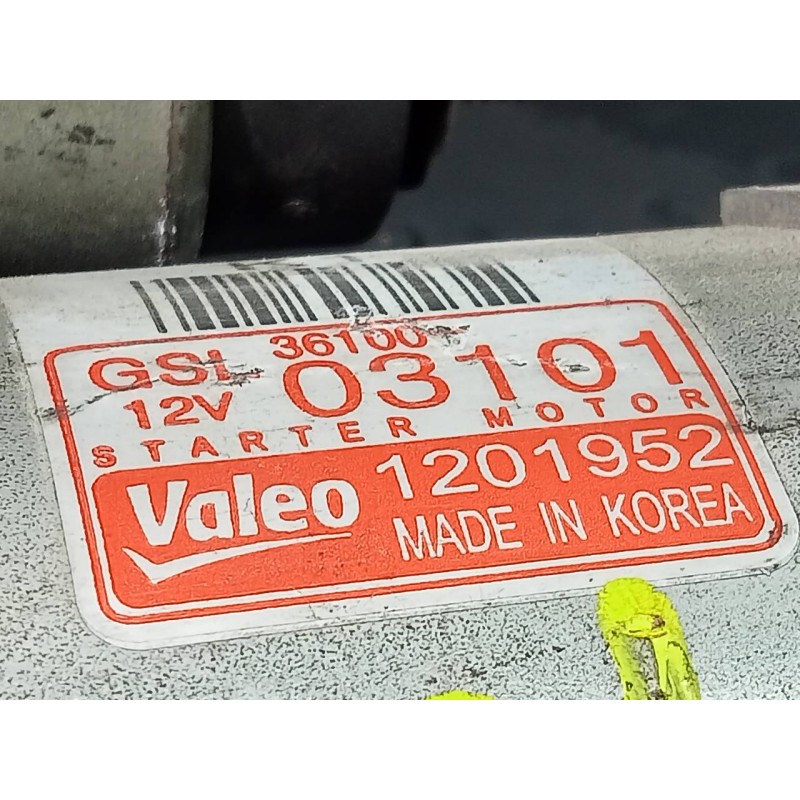 GSL 36100
12V 03101
STARTER MOTOR
Valeo 1201952
MADE IN KOREA